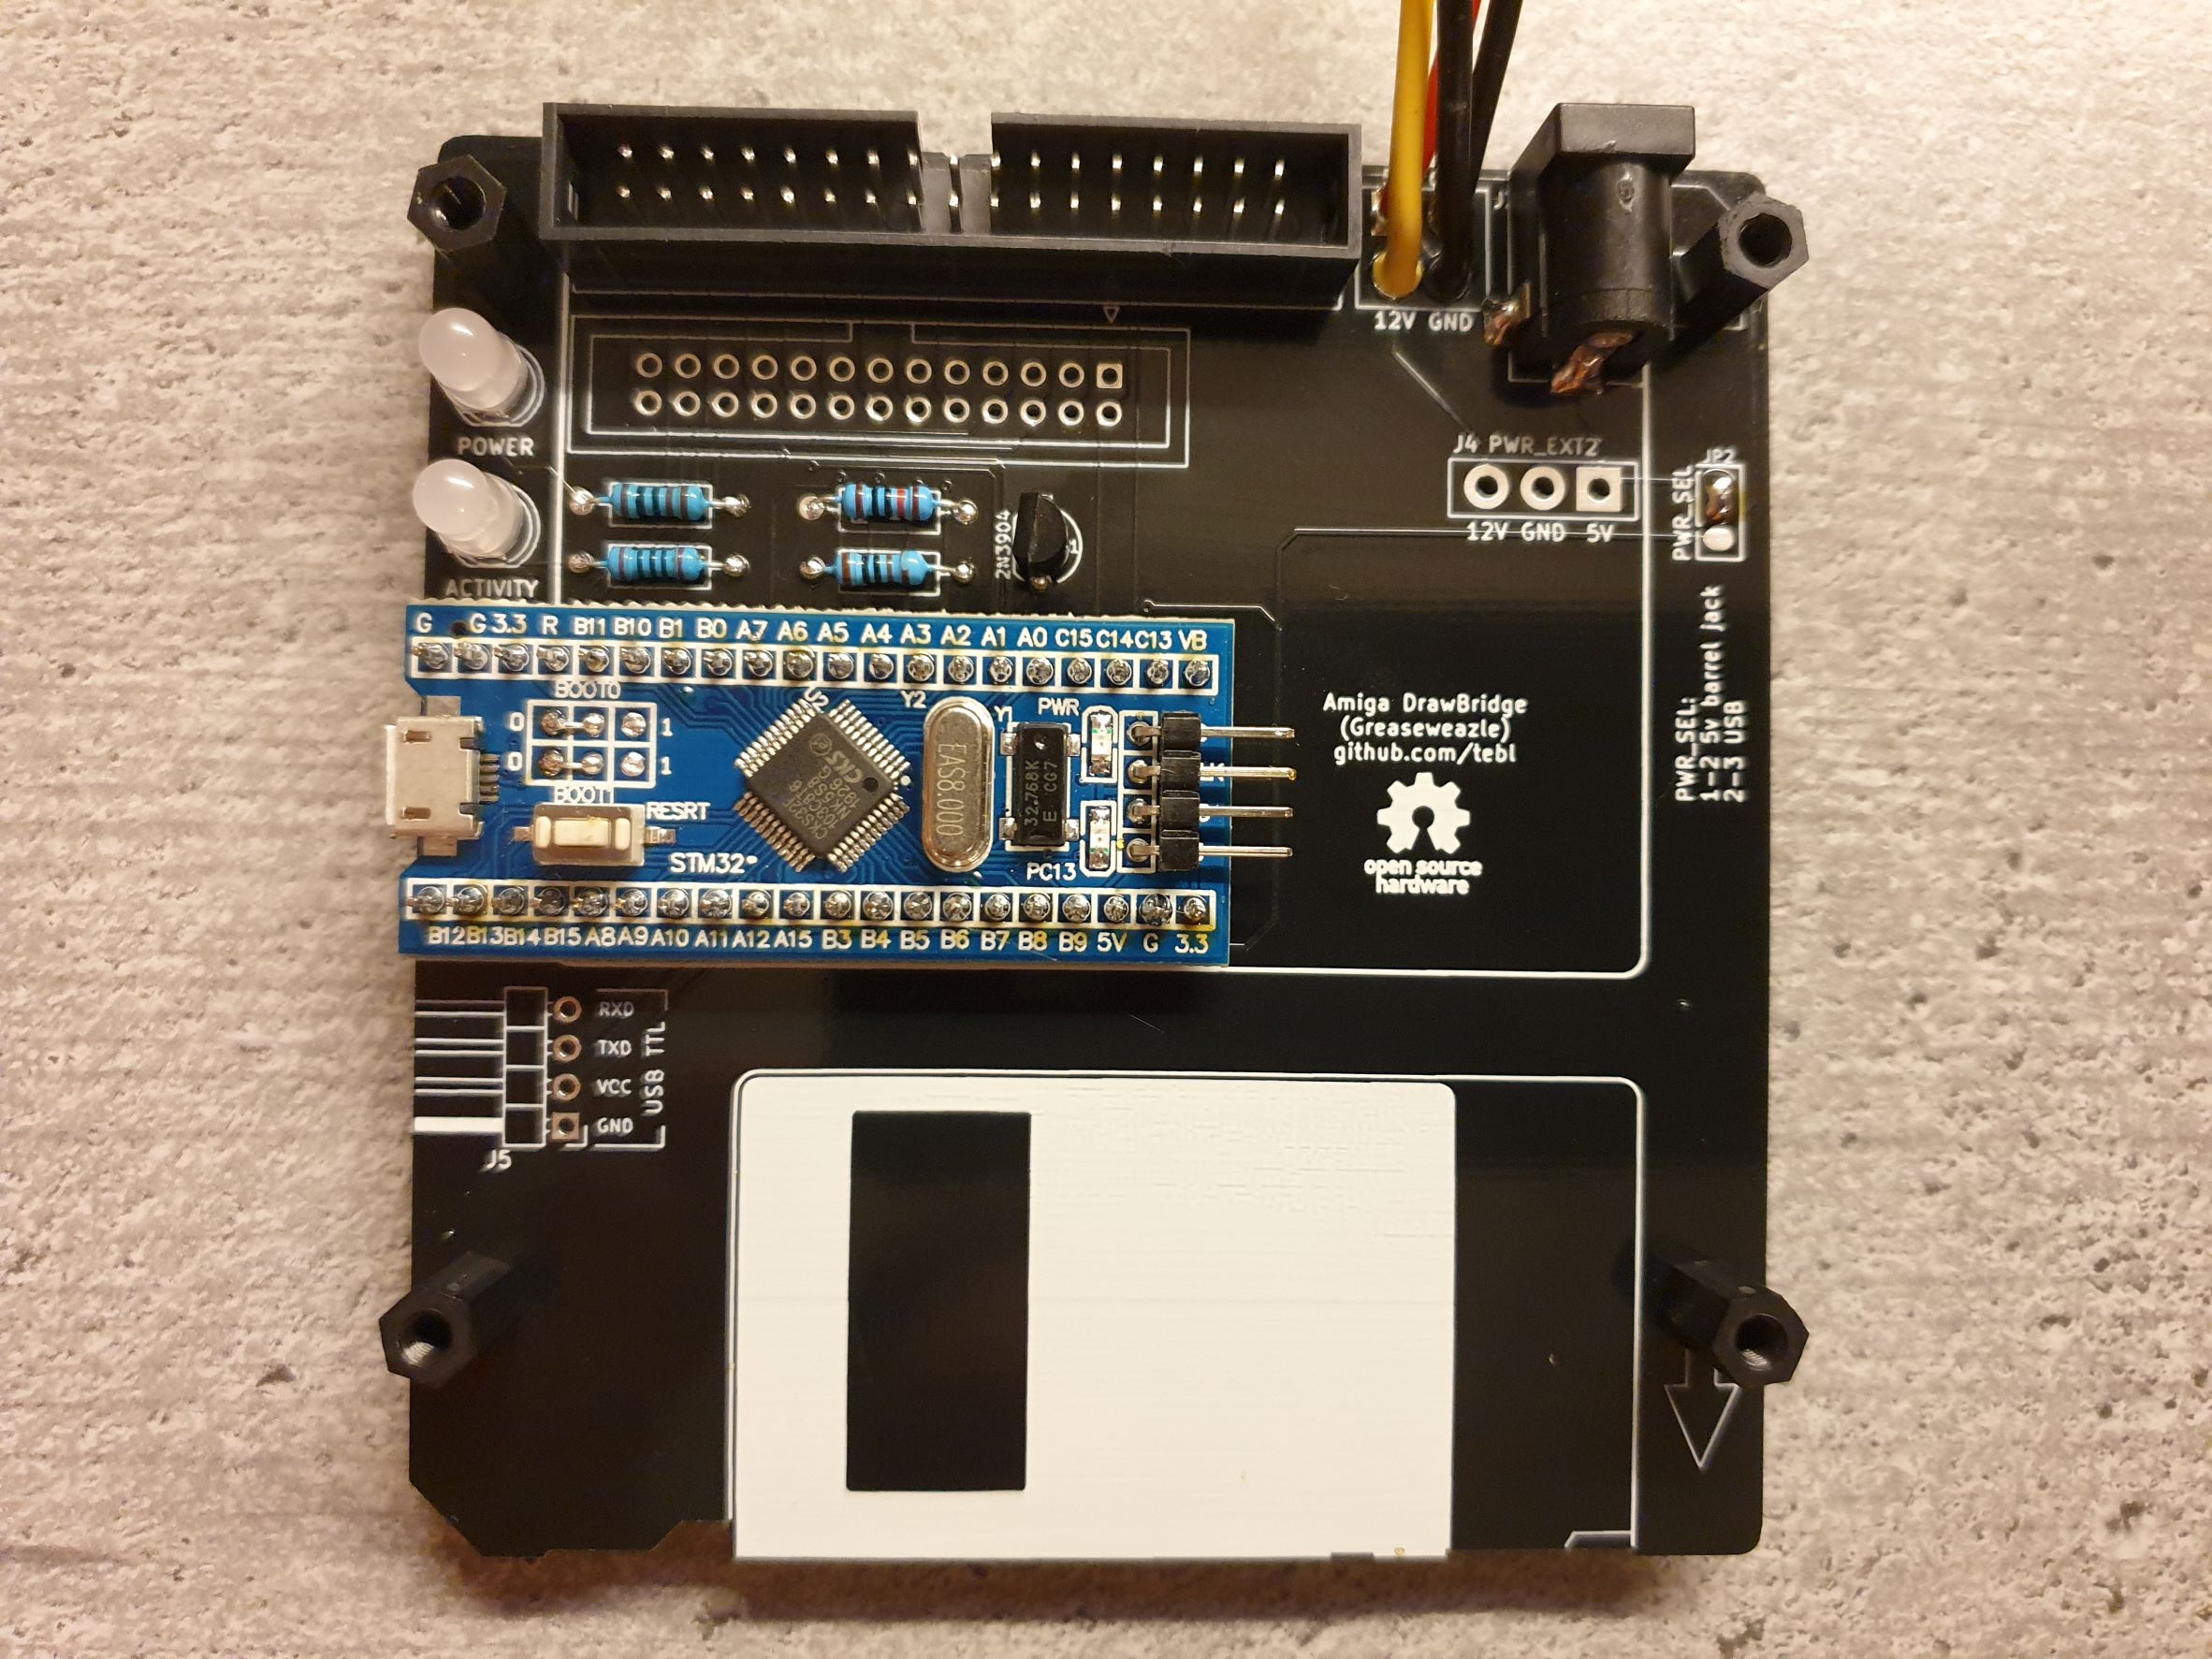 12V GND
POWER
J4 PWR_EXT2
12V GND 5V
JP2
PWR_SEL
2N3904
1
ACTIVITY
G G 3.3 R B11 B10 B1 B0 A7 A6 A5 A4 A3 A2 A1 A0 C15 C14 C13 VB
BOOT0
0 1
0 1
BOOT1
RESRT
STM32
U2
CKS
Y2
EAS8.000
Y1
32.768K
E CG7
PWR
PC13
B12 B13 B14 B15 A8 A9 A10 A11 A12 A15 B3 B4 B5 B6 B7 B8 B9 5V G 3.3
Amiga DrawBridge
(Greaseweazle)
github.com/tebl
open source
hardware
PWR_SEL:
1-2 5v barrel jack
2-3 USB
RXD
TXD
VCC
GND
USB TTL
J5